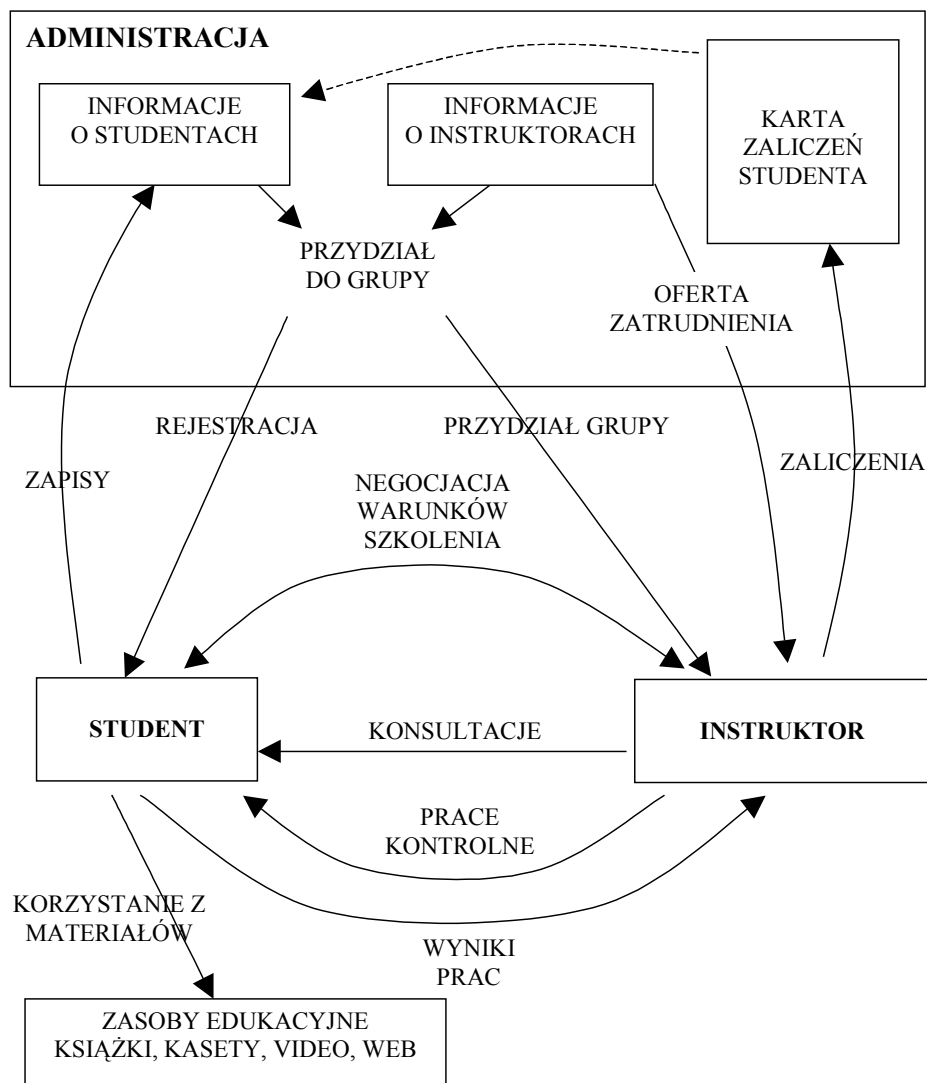 ADMINISTRACJA
INFORMACJE
O STUDENTACH
INFORMACJE
O INSTRUKTORACH
KARTA
ZALICZEŃ
STUDENTA
PRZYDZIAŁ
DO GRUPY
OFERTA
ZATRUDNIENIA
REJESTRACJA
PRZYDZIAŁ GRUPY
ZAPISY
ZALICZENIA
NEGOCJACJA
WARUNKÓW
SZKOLENIA
STUDENT
KONSULTACJE
INSTRUKTOR
PRACE
KONTROLNE
KORZYSTANIE Z
MATERIAŁÓW
WYNIKI
PRAC
ZASOBY EDUKACYJNE
KSIĄŻKI, KASETY, VIDEO, WEB